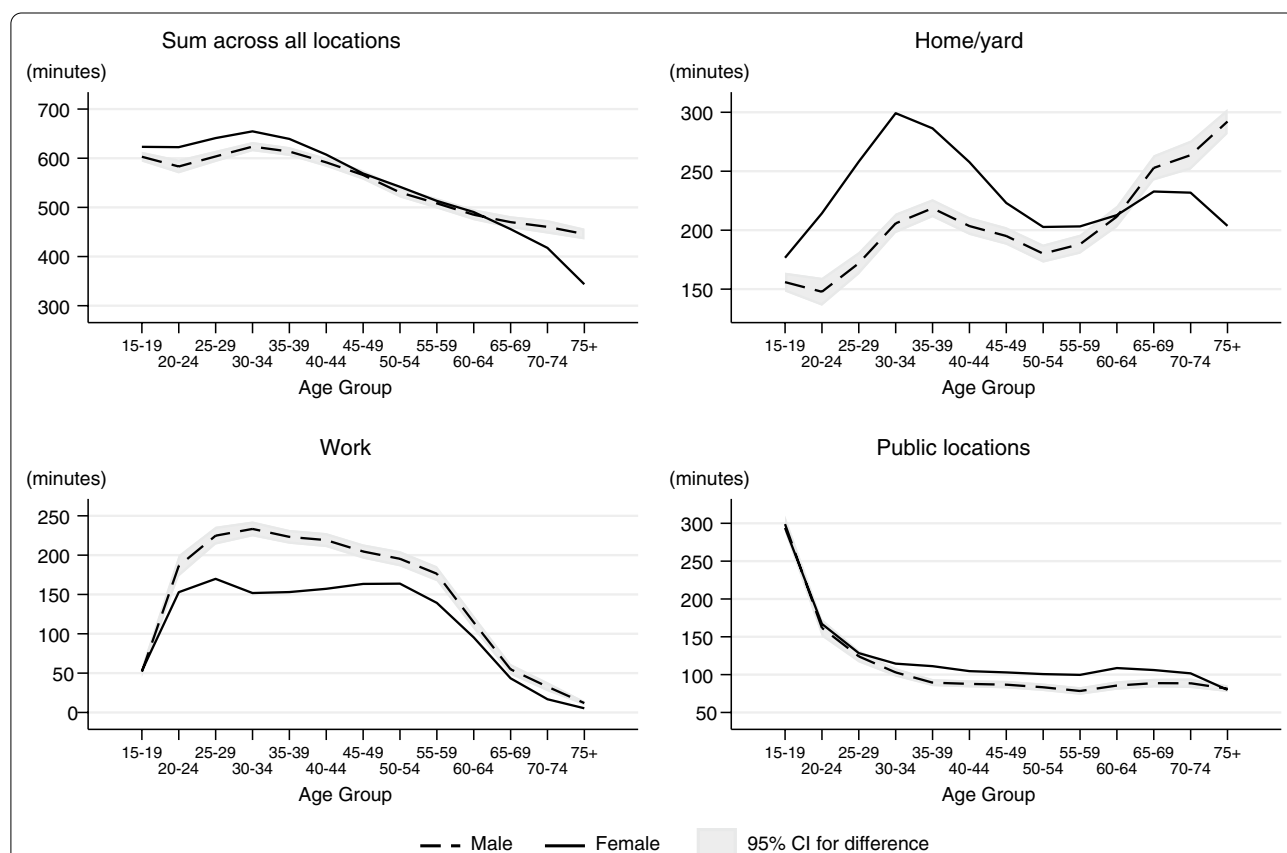 Sum across all locations
(minutes)
700
600
500
400
300
15-19 25-29 35-39 45-49 55-59 65-69 75+
20-24 30-34 40-44 50-54 60-64 70-74
Age Group
Home/yard
(minutes)
300
250
200
150
15-19 25-29 35-39 45-49 55-59 65-69 75+
20-24 30-34 40-44 50-54 60-64 70-74
Age Group
Work
(minutes)
250
200
150
100
50
0
15-19 25-29 35-39 45-49 55-59 65-69 75+
20-24 30-34 40-44 50-54 60-64 70-74
Age Group
Public locations
(minutes)
300
250
200
150
100
50
15-19 25-29 35-39 45-49 55-59 65-69 75+
20-24 30-34 40-44 50-54 60-64 70-74
Age Group
Male Female 95% CI for difference